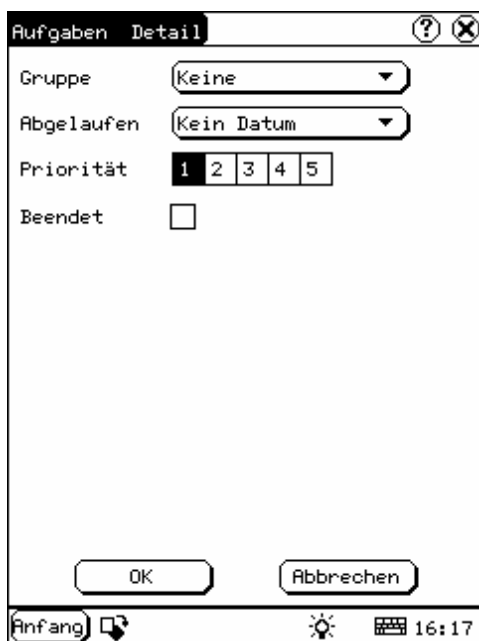 Aufgaben Detail ?
Gruppe Keine
Abgelaufen Kein Datum
Priorität 1 2 3 4 5
Beendet
OK Abbrechen
Anfang 16:17